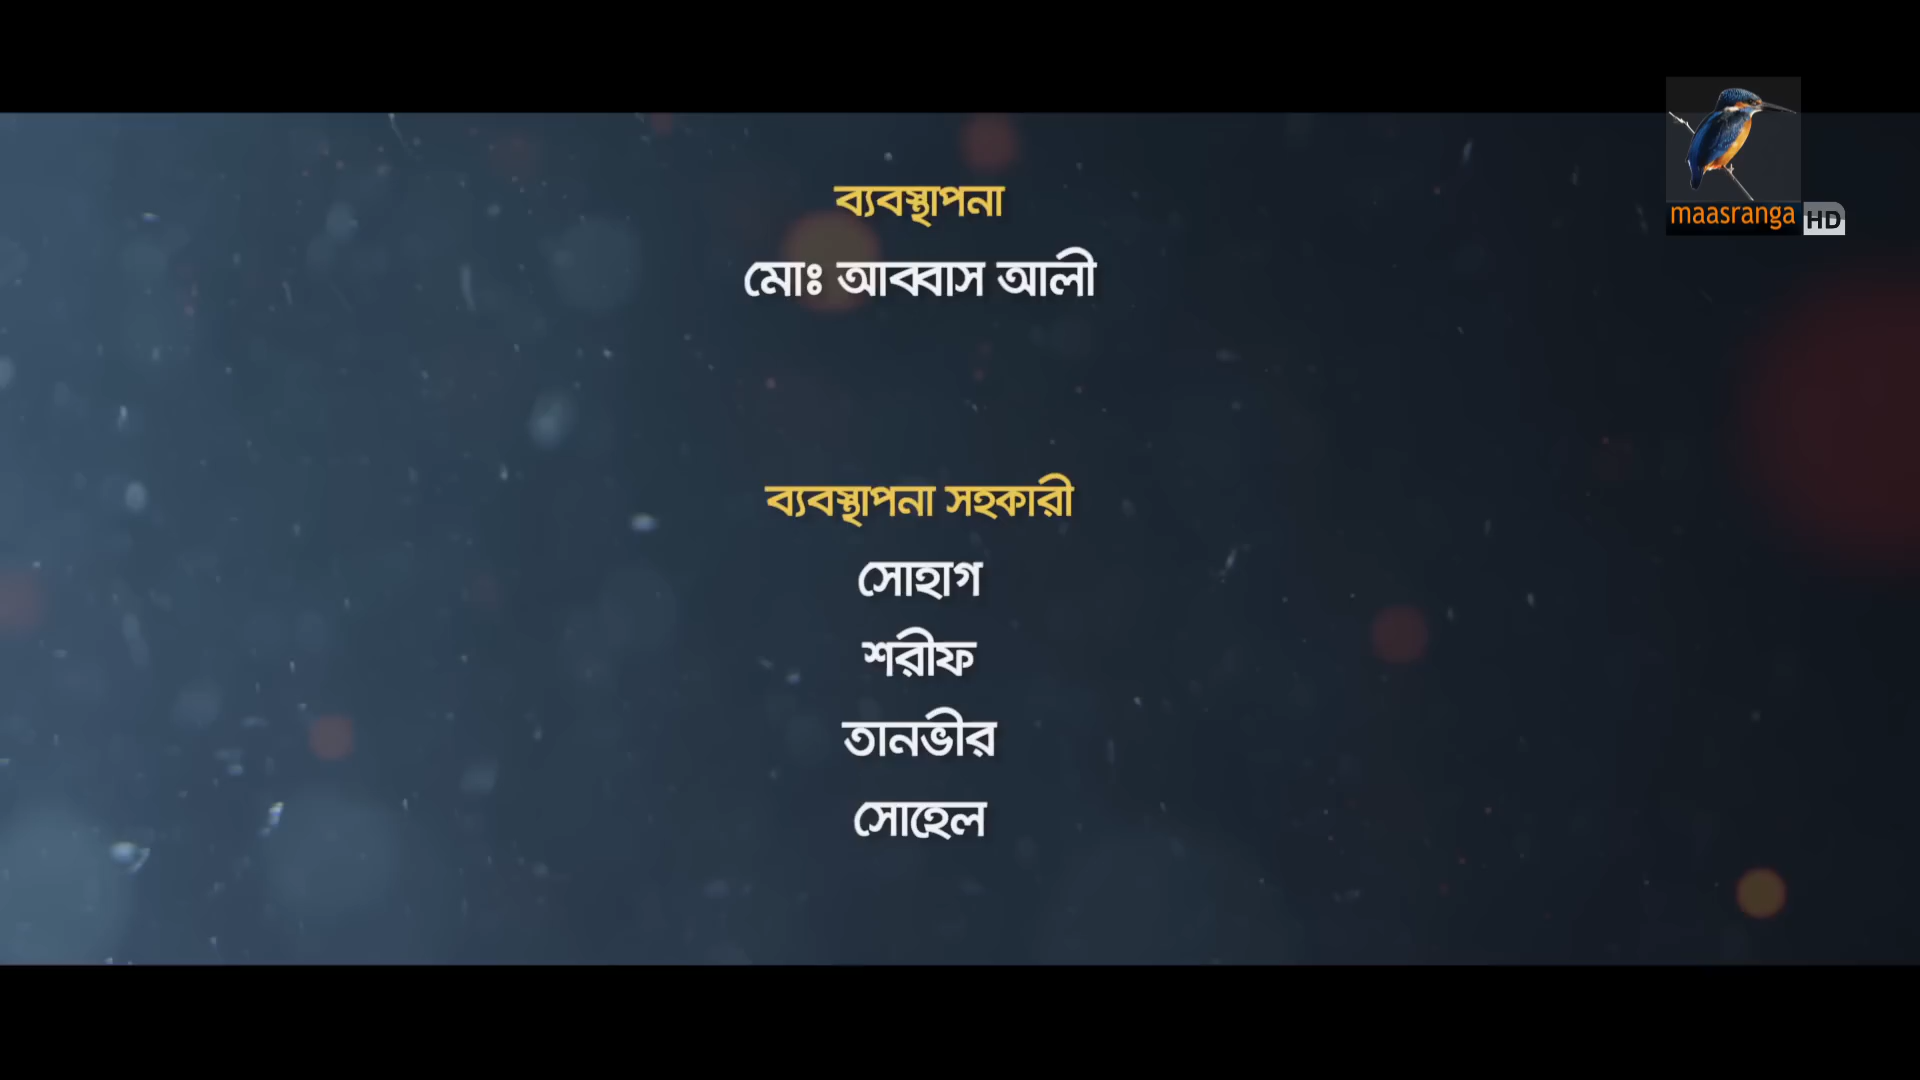 maasranga HD
ব্যবস্থাপনা
মোঃ আব্বাস আলী
ব্যবস্থাপনা সহকারী
সোহাগ
শরীফ
তানভীর
সোহেল